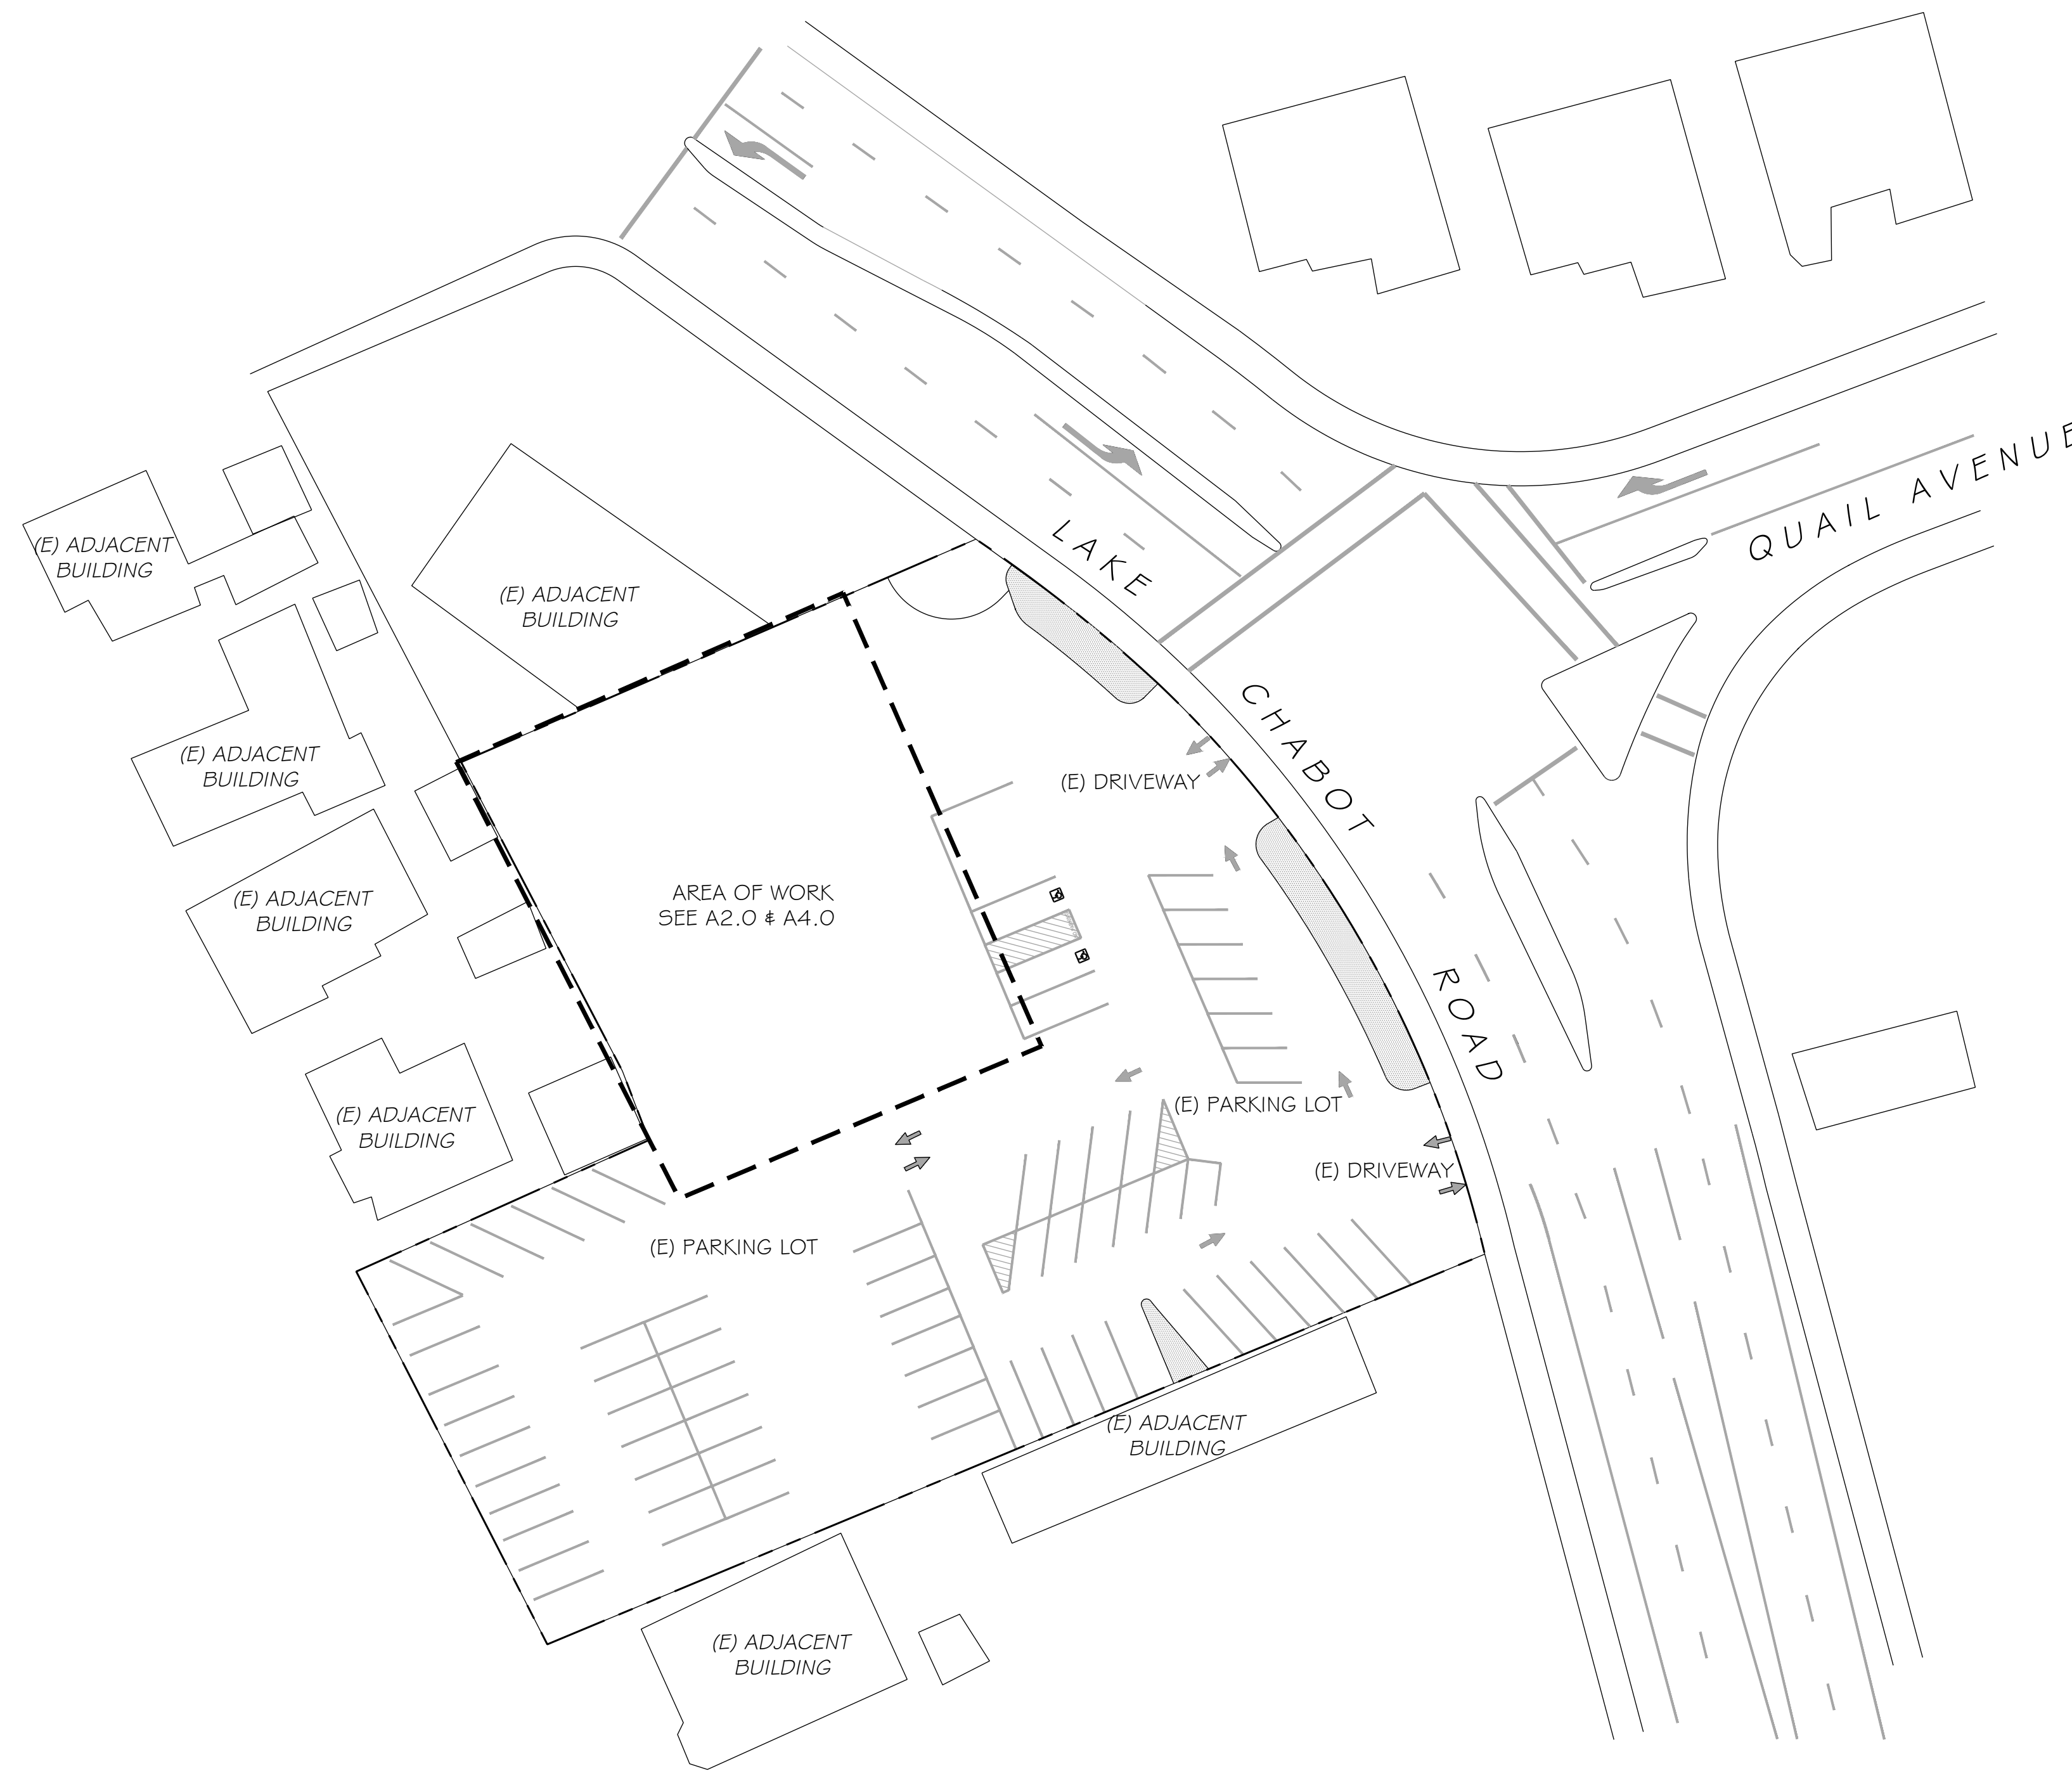 QUAIL AVENUE
LAKE
CHABOT
ROAD
(E) ADJACENT
BUILDING
(E) ADJACENT
BUILDING
(E) ADJACENT
BUILDING
(E) DRIVEWAY
AREA OF WORK
SEE A2.0 & A4.0
(E) ADJACENT
BUILDING
(E) ADJACENT
BUILDING
(E) PARKING LOT
(E) DRIVEWAY
(E) PARKING LOT
(E) ADJACENT
BUILDING
(E) ADJACENT
BUILDING